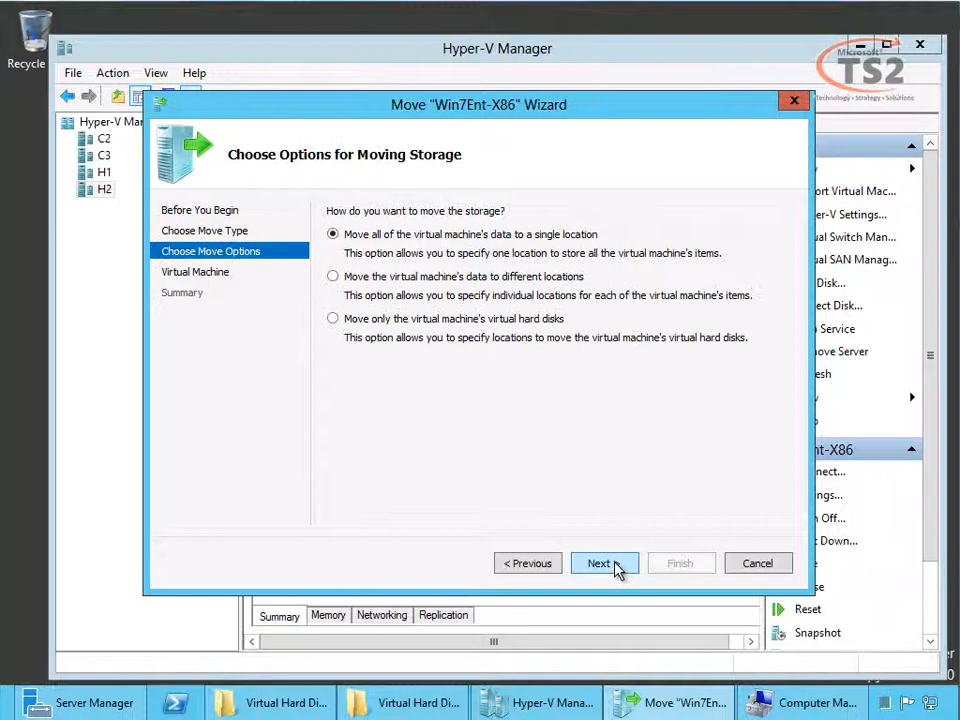 Recycle
Hyper-V Manager
Microsoft
TS2
Technology • Strategy • Solutions
File Action View Help
Hyper-V Mar
C2
C3
H1
H2
Move "Win7Ent-X86" Wizard
Choose Options for Moving Storage
Before You Begin
Choose Move Type
Choose Move Options
Virtual Machine
Summary
How do you want to move the storage?
Move all of the virtual machine's data to a single location
This option allows you to specify one location to store all the virtual machine's items.
Move the virtual machine's data to different locations
This option allows you to specify individual locations for each of the virtual machine's items.
Move only the virtual machine's virtual hard disks
This option allows you to specify locations to move the virtual machine's virtual hard disks.
< Previous
Next
Finish
Cancel
ort Virtual Mac...
er-V Settings...
tual Switch Man...
tual SAN Manag...
Disk...
ect Disk...
p Service
nove Server
esh
nt-X86
nnect...
ngs...
n Off...
t Down...
se
Reset
Snapshot
Summary Memory Networking Replication
Server Manager
Virtual Hard Di...
Virtual Hard Di...
Hyper-V Mana...
Move "Win7En...
Computer Ma...